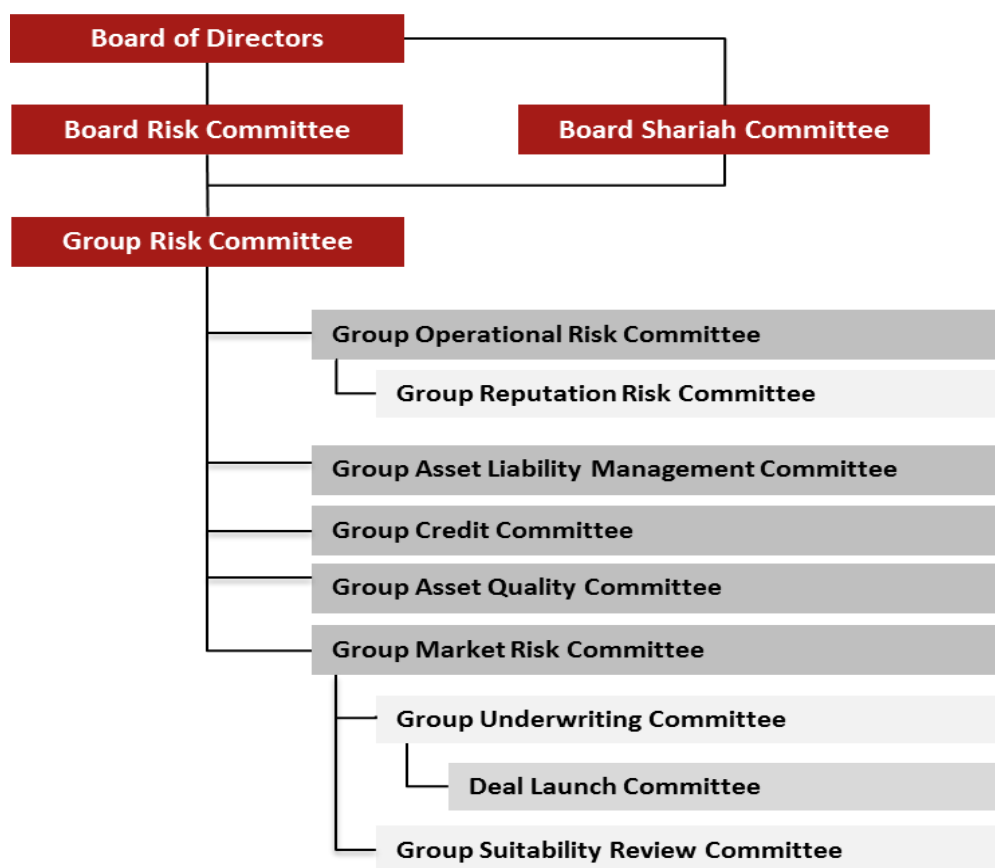 Board of Directors
Board Risk Committee
Board Shariah Committee
Group Risk Committee
Group Operational Risk Committee
Group Reputation Risk Committee
Group Asset Liability Management Committee
Group Credit Committee
Group Asset Quality Committee
Group Market Risk Committee
Group Underwriting Committee
Deal Launch Committee
Group Suitability Review Committee